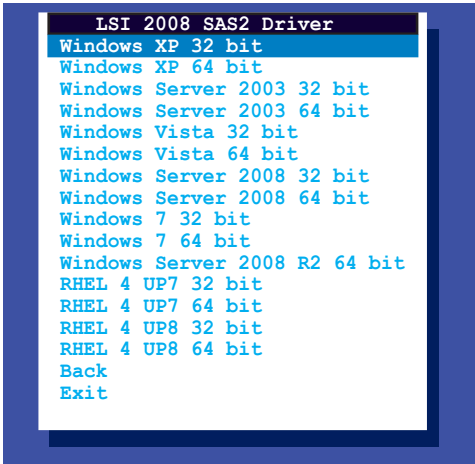 LSI 2008 SAS2 Driver
Windows XP 32 bit
Windows XP 64 bit
Windows Server 2003 32 bit
Windows Server 2003 64 bit
Windows Vista 32 bit
Windows Vista 64 bit
Windows Server 2008 32 bit
Windows Server 2008 64 bit
Windows 7 32 bit
Windows 7 64 bit
Windows Server 2008 R2 64 bit
RHEL 4 UP7 32 bit
RHEL 4 UP7 64 bit
RHEL 4 UP8 32 bit
RHEL 4 UP8 64 bit
Back
Exit